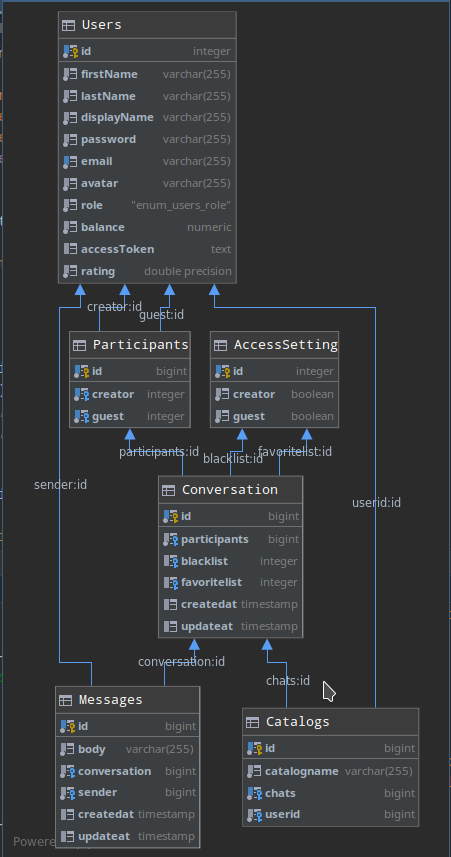 Users
id integer
firstName varchar(255)
lastName varchar(255)
displayName varchar(255)
password varchar(255)
email varchar(255)
avatar varchar(255)
role "enum_users_role"
balance numeric
accessToken text
rating double precision
creator:id
guest:id
Participants
id bigint
creator integer
guest integer
AccessSetting
id integer
creator boolean
guest boolean
participants:id
blacklist:id
favoritelist:id
sender:id
userid:id
Conversation
id bigint
participants bigint
blacklist integer
favoritelist integer
createdat timestamp
updateat timestamp
conversation:id
chats:id
Messages
id bigint
body varchar(255)
conversation bigint
sender bigint
createdat timestamp
updateat timestamp
Catalogs
id bigint
catalogname varchar(255)
chats bigint
userid bigint